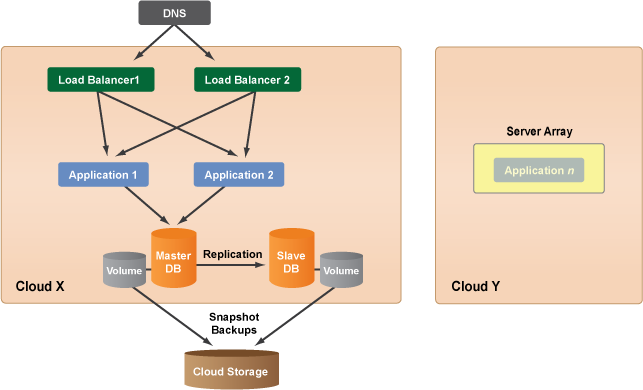 DNS
Load Balancer1
Load Balancer 2
Server Array
Application 1
Application 2
Application n
Master
DB
Replication
Slave
DB
Volume
Volume
Cloud X
Cloud Y
Snapshot
Backups
Cloud Storage